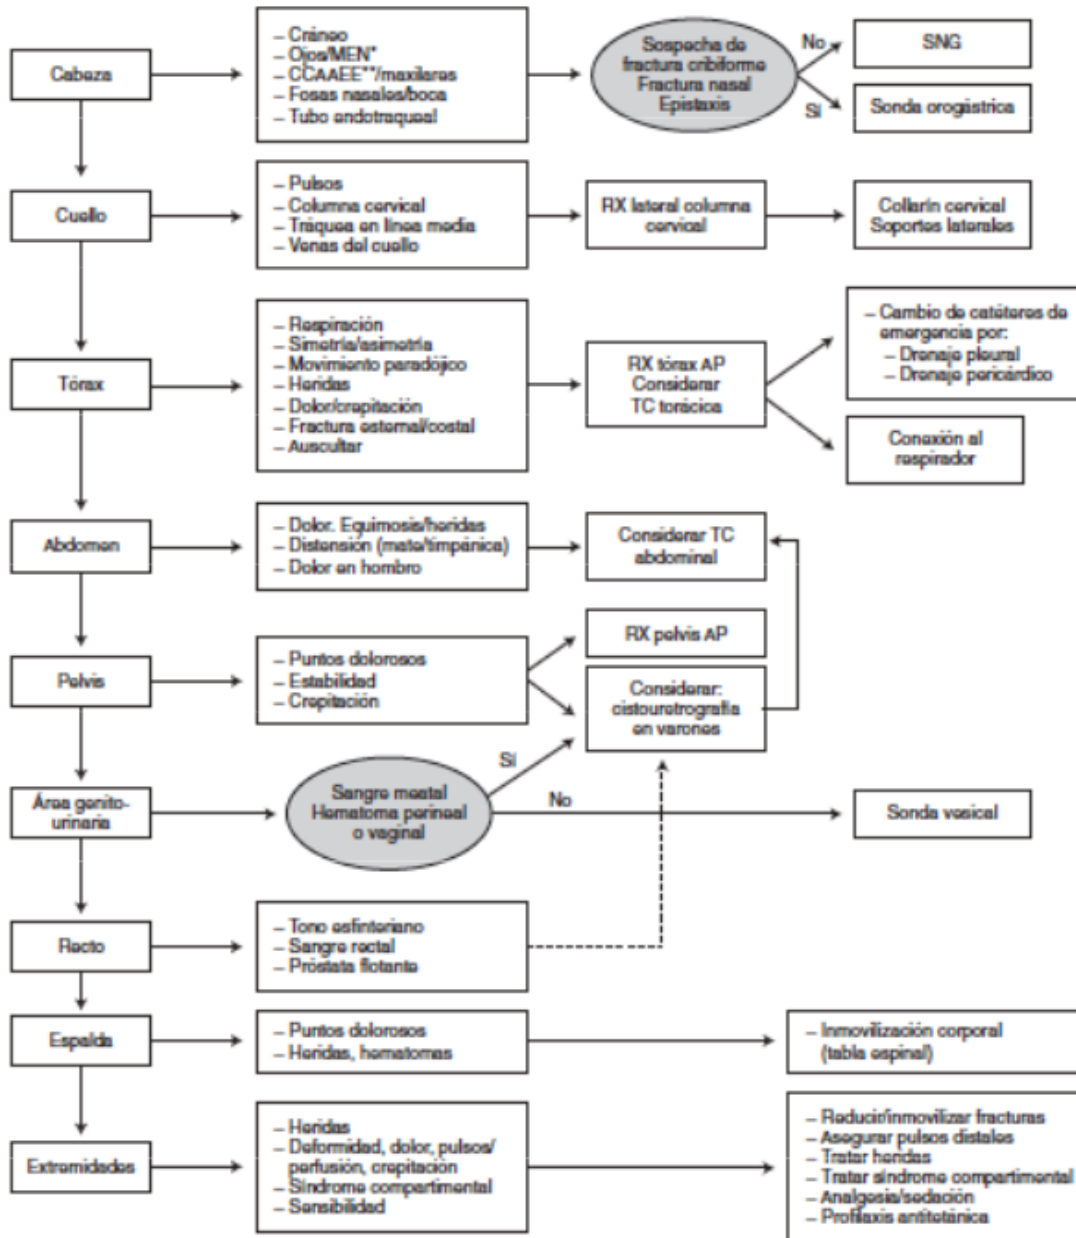 Cabeza
– Cráneo
– Ojos/MEN*
– CCAAEE**/maxilares
– Fosas nasales/boca
– Tubo endotraqueal
Sospecha de
fractura cribiforme
Fractura nasal
Epistaxis
No
SNG
Sí
Sonda orogástrica
Cuello
– Pulsos
– Columna cervical
– Tráquea en línea media
– Venas del cuello
RX lateral columna
cervical
Collarín cervical
Soportes laterales
Tórax
– Respiración
– Simetría/asimetría
– Movimiento paradójico
– Heridas
– Dolor/crepitación
– Fractura esternal/costal
– Auscultar
RX tórax AP
Considerar
TC torácica
– Cambio de catéteres de
emergencia por:
– Drenaje pleural
– Drenaje pericárdico
Conexión al
respirador
Abdomen
– Dolor. Equimosis/heridas
– Distensión (mate/timpánica)
– Dolor en hombro
Considerar TC
abdominal
Pelvis
– Puntos dolorosos
– Estabilidad
– Crepitación
RX pelvis AP
Considerar:
cistouretrografía
en varones
Área genito-
urinaria
Sangre meatal
Hematoma perineal
o vaginal
Sí
No
Sonda vesical
Recto
– Tono esfinteriano
– Sangre rectal
– Próstata flotante
Espalda
– Puntos dolorosos
– Heridas, hematomas
– Inmovilización corporal
(tabla espinal)
Extremidades
– Heridas
– Deformidad, dolor, pulsos/
perfusión, crepitación
– Síndrome compartimental
– Sensibilidad
– Reducir/inmovilizar fracturas
– Asegurar pulsos distales
– Tratar heridas
– Tratar síndrome compartimental
– Analgesia/sedación
– Profilaxis antitetánica